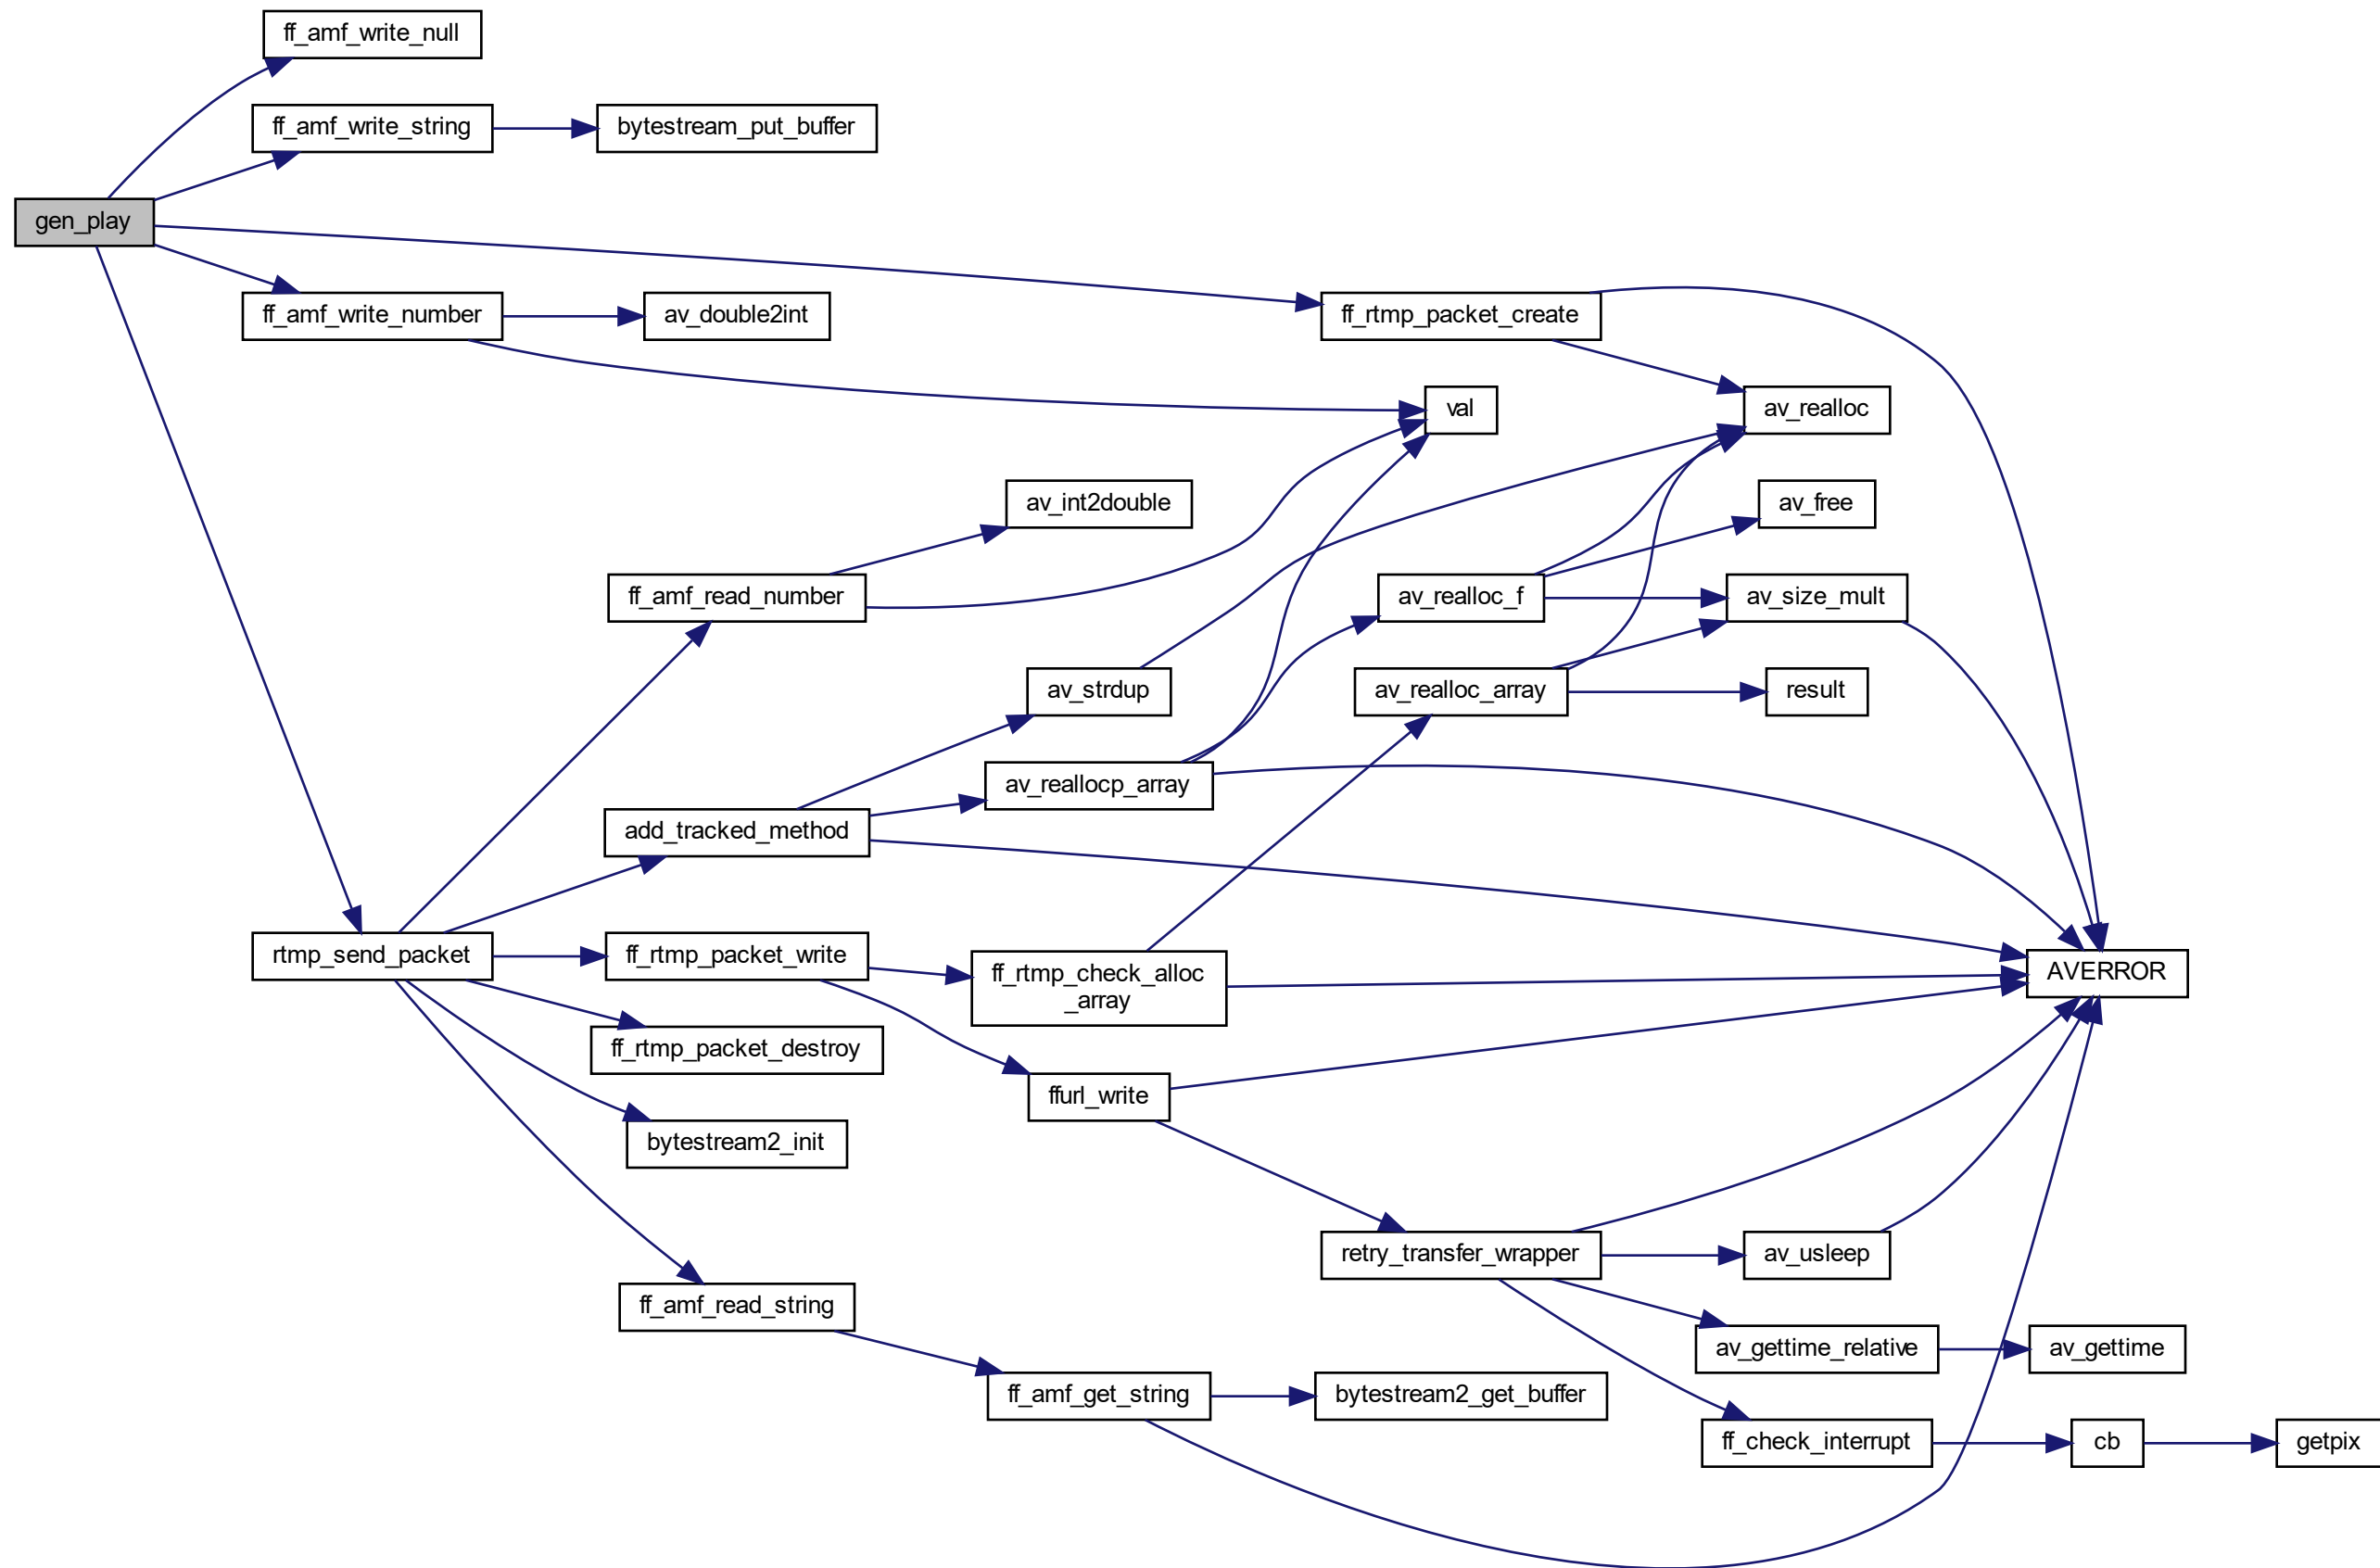 ff_amf_write_null
ff_amf_write_string
bytestream_put_buffer
gen_play
ff_amf_write_number
av_double2int
ff_rtmp_packet_create
val
av_realloc
av_int2double
av_free
ff_amf_read_number
av_realloc_f
av_size_mult
av_strdup
av_realloc_array
result
av_reallocp_array
add_tracked_method
rtmp_send_packet
ff_rtmp_packet_write
ff_rtmp_check_alloc
_array
AVERROR
ff_rtmp_packet_destroy
ffurl_write
bytestream2_init
retry_transfer_wrapper
av_usleep
ff_amf_read_string
av_gettime_relative
av_gettime
ff_amf_get_string
bytestream2_get_buffer
ff_check_interrupt
cb
getpix